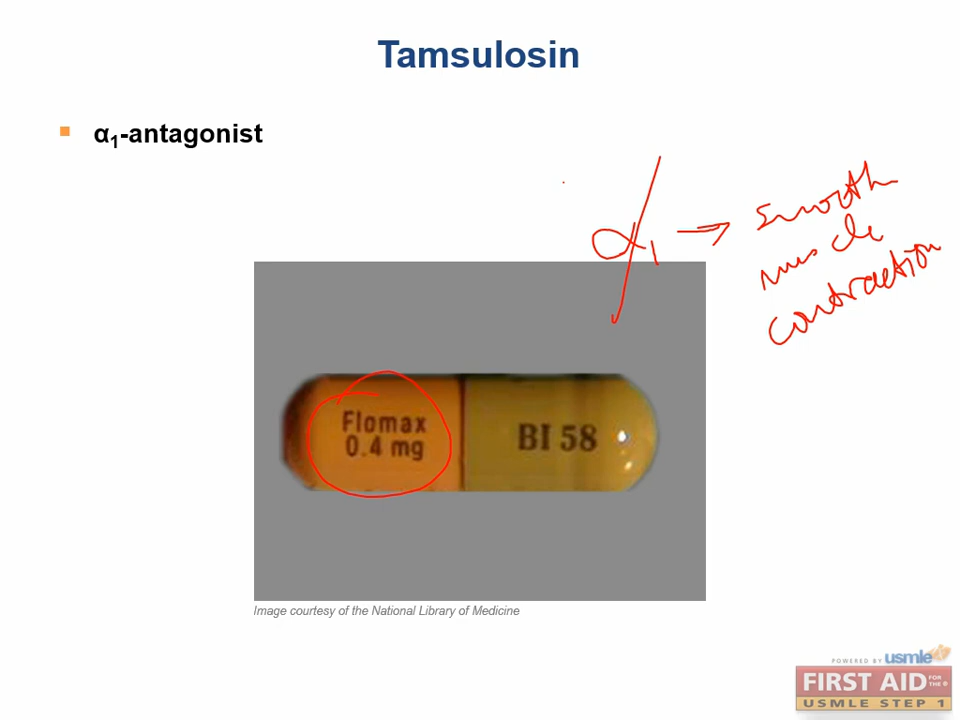 Tamsulosin
α1-antagonist
α1 → smooth
muscle
contraction
Flomax
0.4 mg
BI 58
Image courtesy of the National Library of Medicine
POWERED BY usmle
FIRST AID FOR THE®
USMLE STEP 1